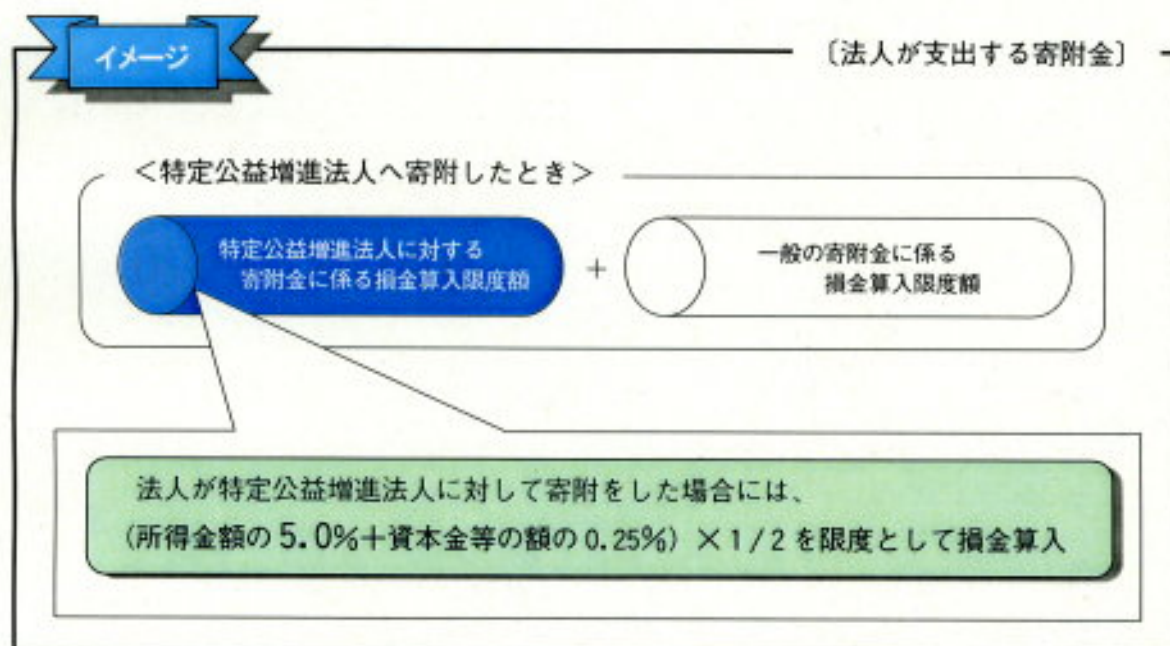 イメージ
〔法人が支出する寄附金〕
＜特定公益増進法人へ寄附したとき＞
特定公益増進法人に対する
寄附金に係る損金算入限度額
＋
一般の寄附金に係る
損金算入限度額
法人が特定公益増進法人に対して寄附をした場合には、
（所得金額の5.0%＋資本金等の額の0.25%）×1/2を限度として損金算入